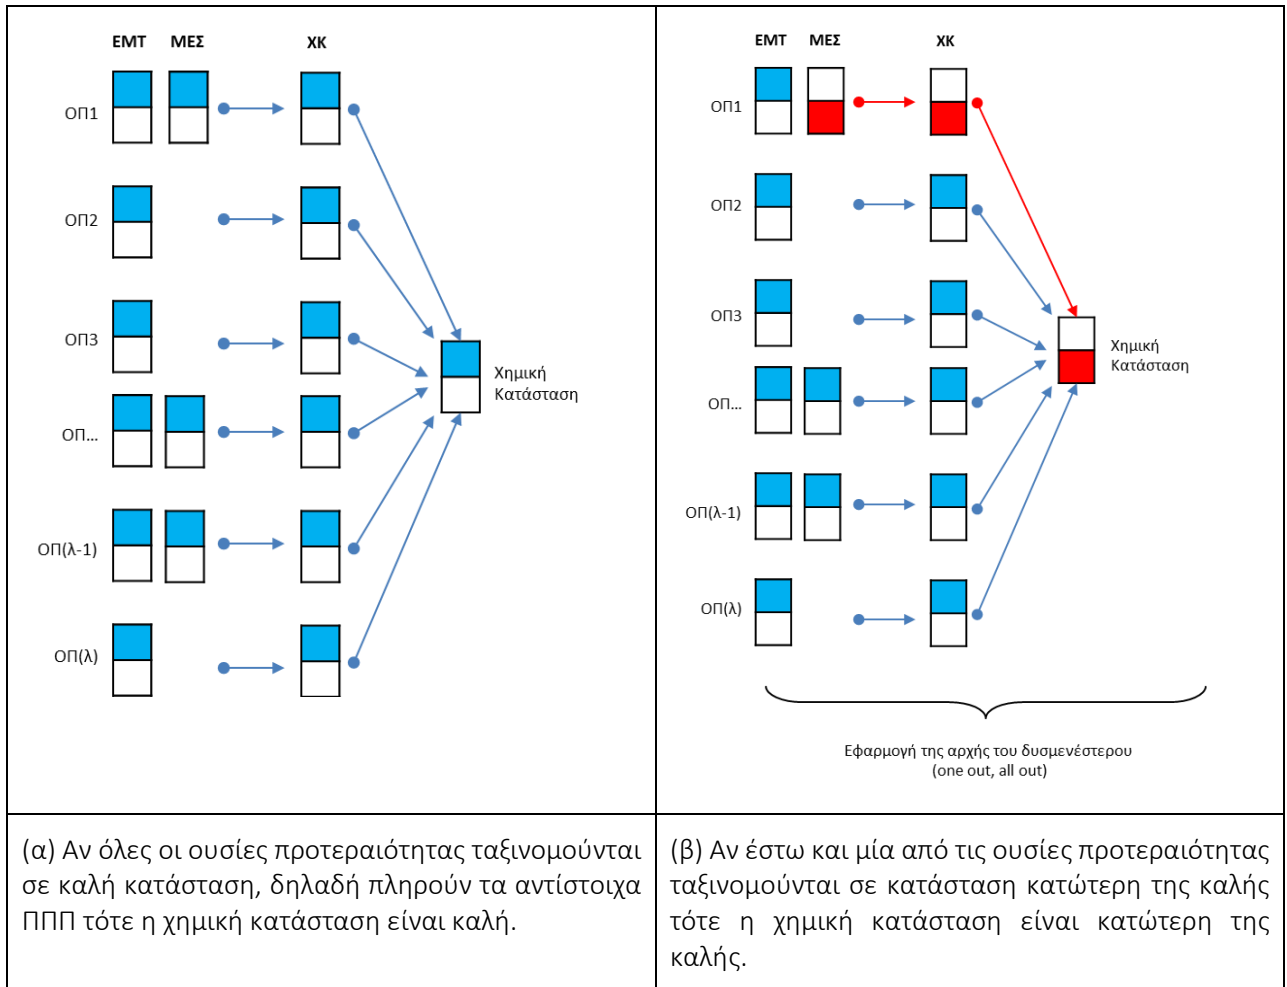 ΕΜΤ ΜΕΣ ΧΚ
ΟΠ1
ΟΠ2
ΟΠ3
ΟΠ...
ΟΠ(λ-1)
ΟΠ(λ)
Χημική
Κατάσταση
ΕΜΤ ΜΕΣ ΧΚ
ΟΠ1
ΟΠ2
ΟΠ3
ΟΠ...
ΟΠ(λ-1)
ΟΠ(λ)
Χημική
Κατάσταση
Εφαρμογή της αρχής του δυσμενέστερου
(one out, all out)
(α) Αν όλες οι ουσίες προτεραιότητας ταξινομούνται
σε καλή κατάσταση, δηλαδή πληρούν τα αντίστοιχα
ΠΠΠ τότε η χημική κατάσταση είναι καλή.
(β) Αν έστω και μία από τις ουσίες προτεραιότητας
ταξινομούνται σε κατάσταση κατώτερη της καλής
τότε η χημική κατάσταση είναι κατώτερη της
καλής.